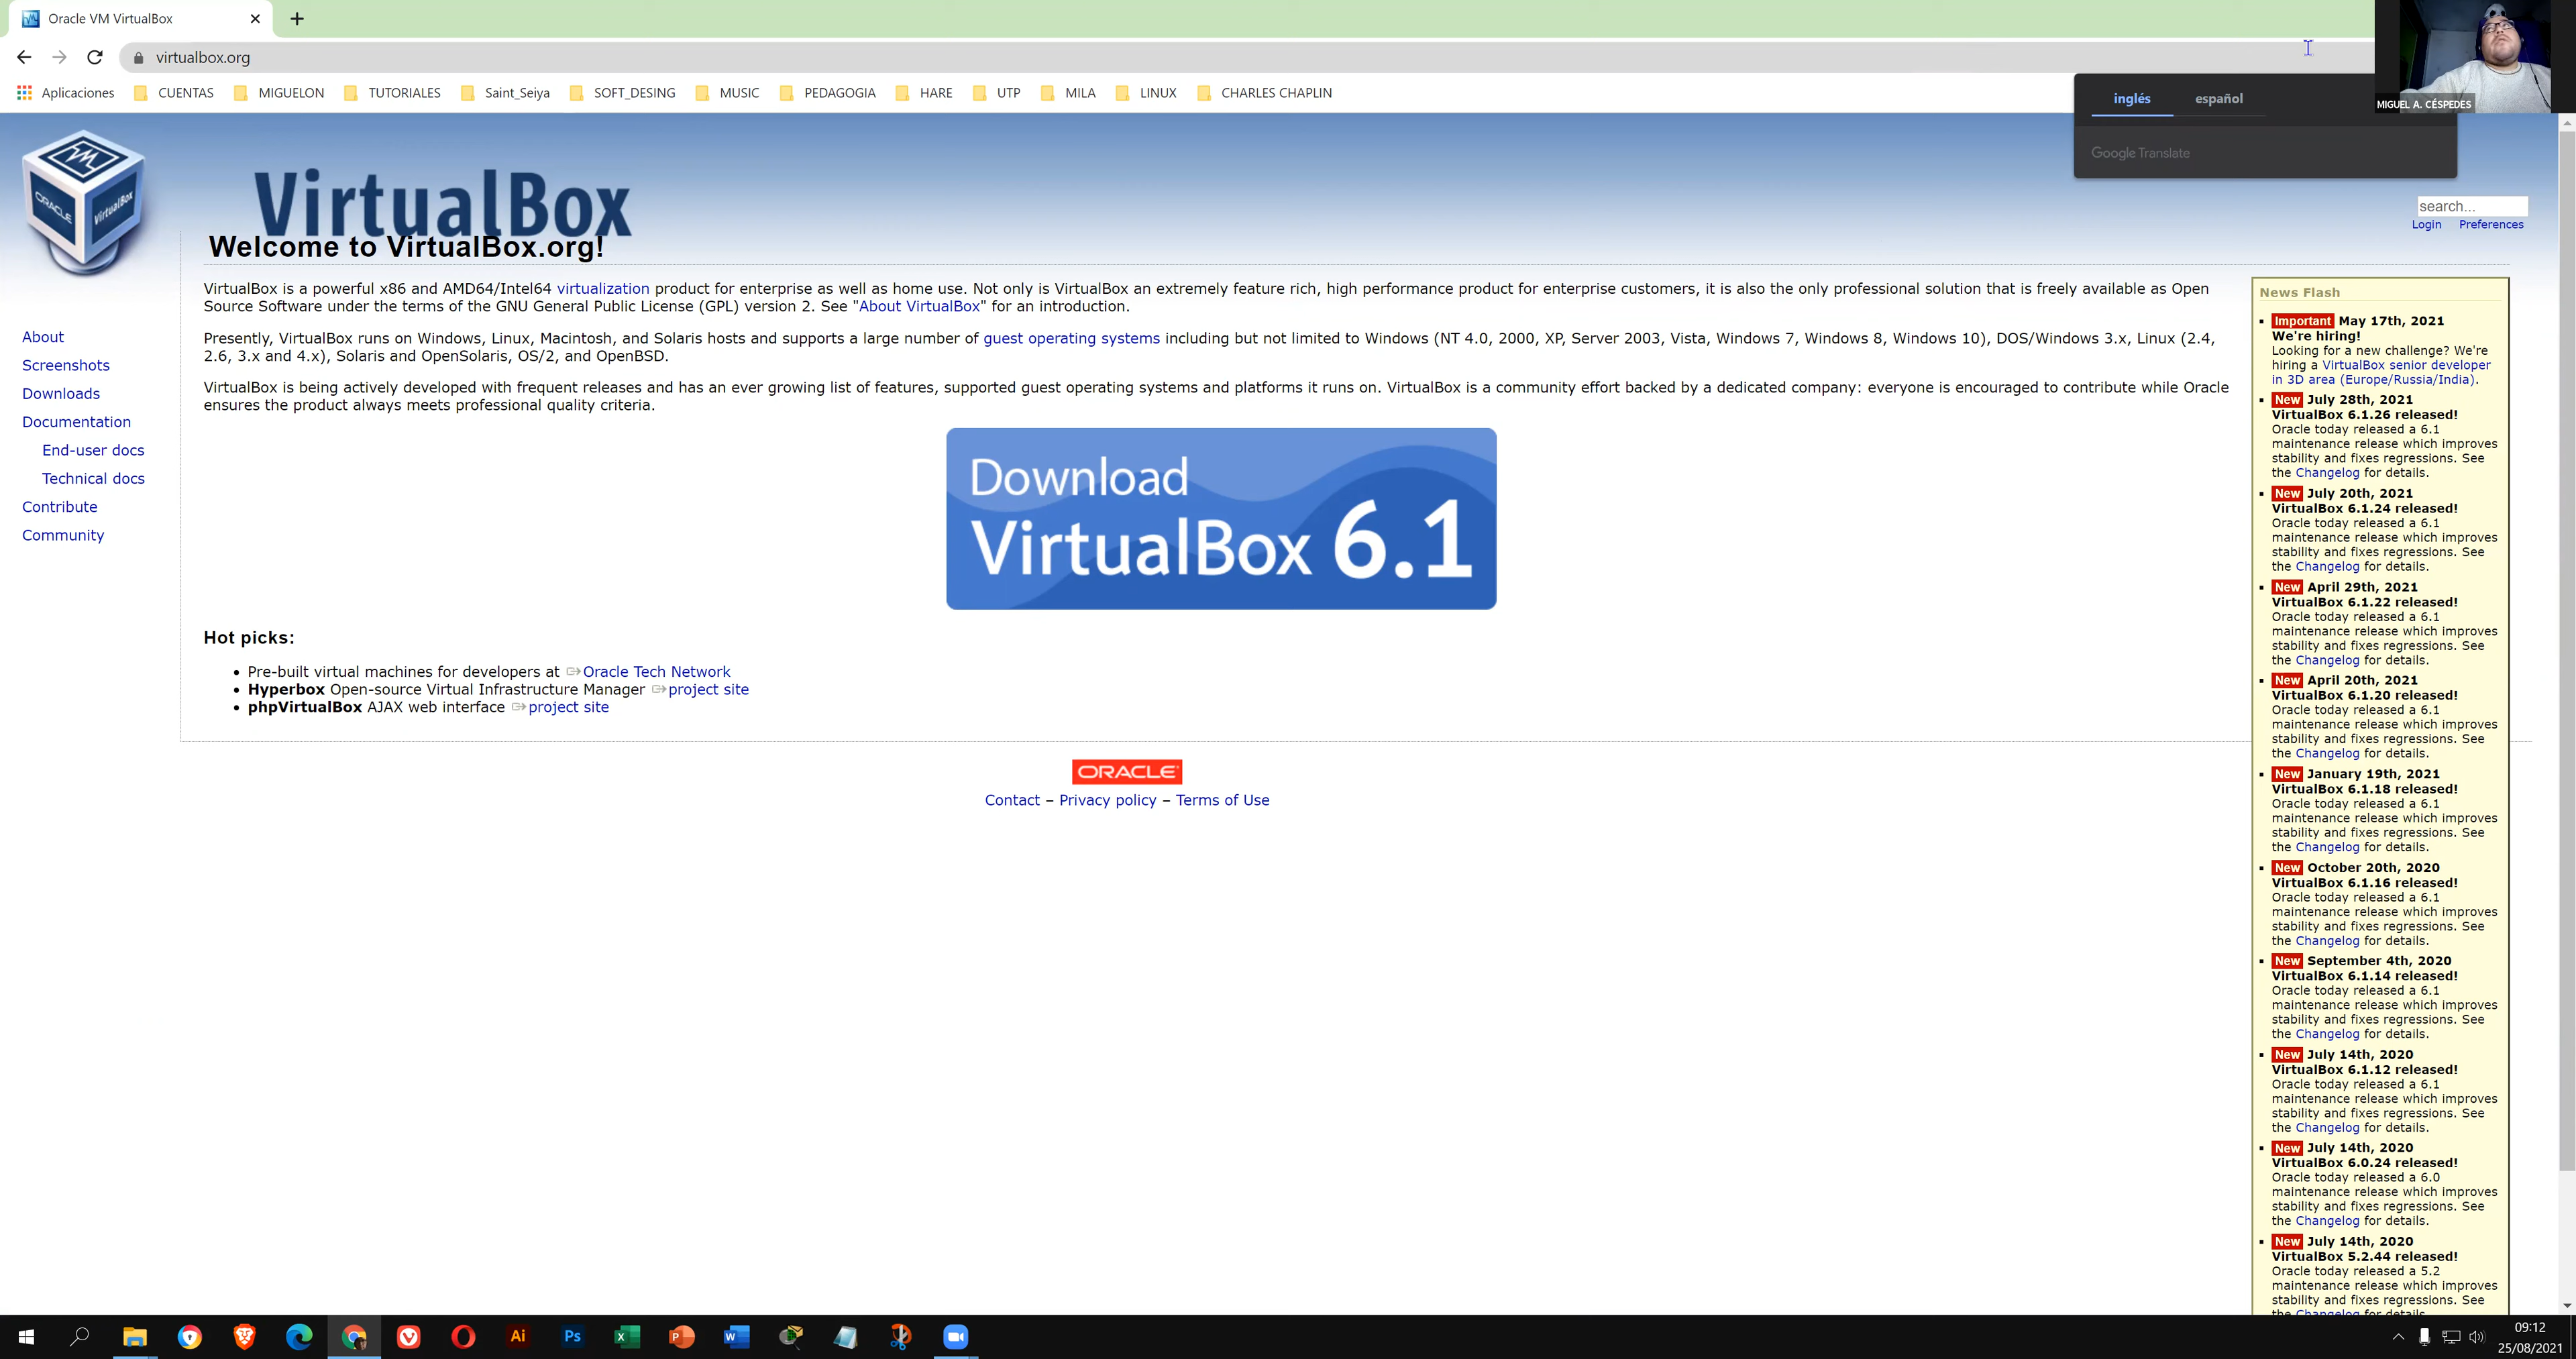 Oracle VM VirtualBox
virtualbox.org
Aplicaciones CUENTAS MIGUELON TUTORIALES Saint_Seiya SOFT_DESING MUSIC PEDAGOGIA HARE UTP MILA LINUX CHARLES CHAPLIN
inglés español
Google Translate
MIGUEL A. CÉSPEDES
ORACLE VirtualBox
VirtualBox
search...
Login Preferences
Welcome to VirtualBox.org!
VirtualBox is a powerful x86 and AMD64/Intel64 virtualization product for enterprise as well as home use. Not only is VirtualBox an extremely feature rich, high performance product for enterprise customers, it is also the only professional solution that is freely available as Open
Source Software under the terms of the GNU General Public License (GPL) version 2. See "About VirtualBox" for an introduction.
Presently, VirtualBox runs on Windows, Linux, Macintosh, and Solaris hosts and supports a large number of guest operating systems including but not limited to Windows (NT 4.0, 2000, XP, Server 2003, Vista, Windows 7, Windows 8, Windows 10), DOS/Windows 3.x, Linux (2.4,
2.6, 3.x and 4.x), Solaris and OpenSolaris, OS/2, and OpenBSD.
VirtualBox is being actively developed with frequent releases and has an ever growing list of features, supported guest operating systems and platforms it runs on. VirtualBox is a community effort backed by a dedicated company: everyone is encouraged to contribute while Oracle
ensures the product always meets professional quality criteria.
About
Screenshots
Downloads
Documentation
End-user docs
Technical docs
Contribute
Community
Download
VirtualBox 6.1
Hot picks:
Pre-built virtual machines for developers at Oracle Tech Network
Hyperbox Open-source Virtual Infrastructure Manager project site
phpVirtualBox AJAX web interface project site
ORACLE
Contact – Privacy policy – Terms of Use
News Flash
Important May 17th, 2021
We're hiring!
Looking for a new challenge? We're
hiring a VirtualBox senior developer
in 3D area (Europe/Russia/India).
New July 28th, 2021
VirtualBox 6.1.26 released!
Oracle today released a 6.1
maintenance release which improves
stability and fixes regressions. See
the Changelog for details.
New July 20th, 2021
VirtualBox 6.1.24 released!
Oracle today released a 6.1
maintenance release which improves
stability and fixes regressions. See
the Changelog for details.
New April 29th, 2021
VirtualBox 6.1.22 released!
Oracle today released a 6.1
maintenance release which improves
stability and fixes regressions. See
the Changelog for details.
New April 20th, 2021
VirtualBox 6.1.20 released!
Oracle today released a 6.1
maintenance release which improves
stability and fixes regressions. See
the Changelog for details.
New January 19th, 2021
VirtualBox 6.1.18 released!
Oracle today released a 6.1
maintenance release which improves
stability and fixes regressions. See
the Changelog for details.
New October 20th, 2020
VirtualBox 6.1.16 released!
Oracle today released a 6.1
maintenance release which improves
stability and fixes regressions. See
the Changelog for details.
New September 4th, 2020
VirtualBox 6.1.14 released!
Oracle today released a 6.1
maintenance release which improves
stability and fixes regressions. See
the Changelog for details.
New July 14th, 2020
VirtualBox 6.1.12 released!
Oracle today released a 6.1
maintenance release which improves
stability and fixes regressions. See
the Changelog for details.
New July 14th, 2020
VirtualBox 6.0.24 released!
Oracle today released a 6.0
maintenance release which improves
stability and fixes regressions. See
the Changelog for details.
New July 14th, 2020
VirtualBox 5.2.44 released!
Oracle today released a 5.2
maintenance release which improves
stability and fixes regressions. See
the Changelog for details.
Ai Ps
09:12
25/08/2021